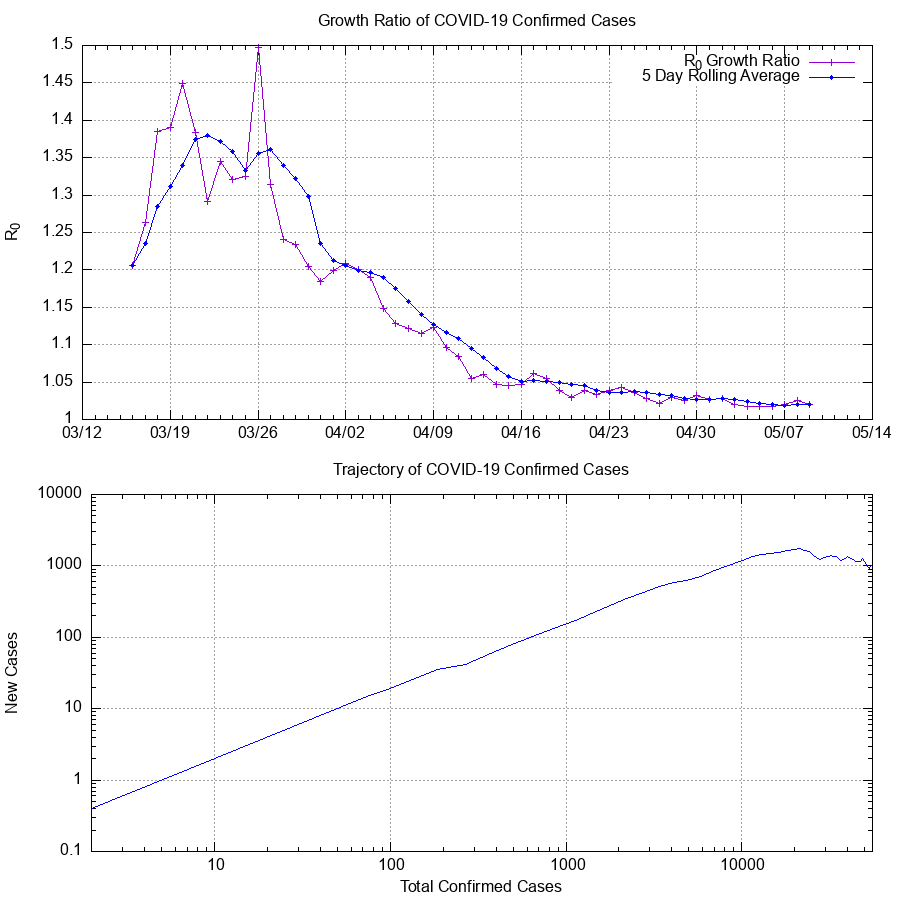 Growth Ratio of COVID-19 Confirmed Cases
R0 Growth Ratio
5 Day Rolling Average
1.5
1.45
1.4
1.35
1.3
1.25
1.2
1.15
1.1
1.05
1
R0
03/12 03/19 03/26 04/02 04/09 04/16 04/23 04/30 05/07 05/14
Trajectory of COVID-19 Confirmed Cases
10000
1000
100
10
1
0.1
New Cases
10 100 1000 10000
Total Confirmed Cases